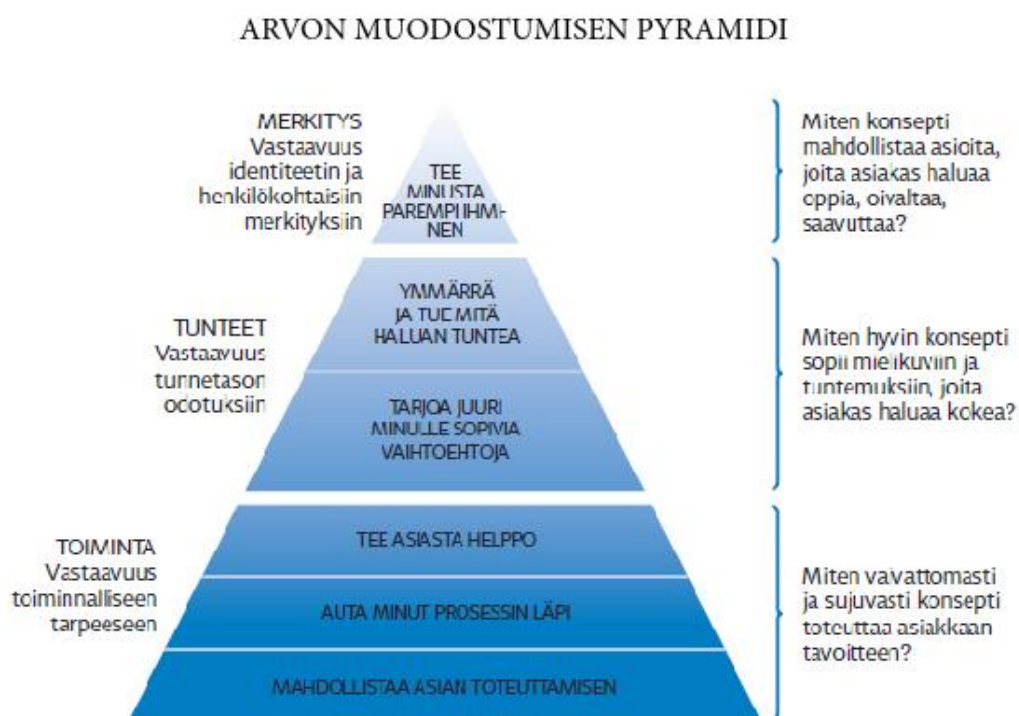 ARVON MUODOSTUMISEN PYRAMIDI
MERKITYS
Vastaavuus
identiteetin ja
henkilökohtaisiin
merkityksiin
TEE
MINUSTA
PAREMPI IHMI-
NEN
Miten konsepti
mahdollistaa asioita,
joita asiakas haluaa
oppia, oivaltaa,
saavuttaa?
TUNTEET
Vastaavuus
tunnetason
odotuksiin
YMMÄRRÄ
JA TUE MITÄ
HALUAN TUNTEA
TARJOA JUURI
MINULLE SOPIVIA
VAIHTOEHTOJA
Miten hyvin konsepti
sopii mielikuviin ja
tuntemuksiin, joita
asiakas haluaa kokea?
TOIMINTA
Vastaavuus
toiminnalliseen
tarpeeseen
TEE ASIASTA HELPPO
AUTA MINUT PROSESSIN LÄPI
MAHDOLLISTAA ASIAN TOTEUTTAMISEN
Miten vaivattomasti
ja sujuvasti konsepti
toteuttaa asiakkaan
tavoitteen?